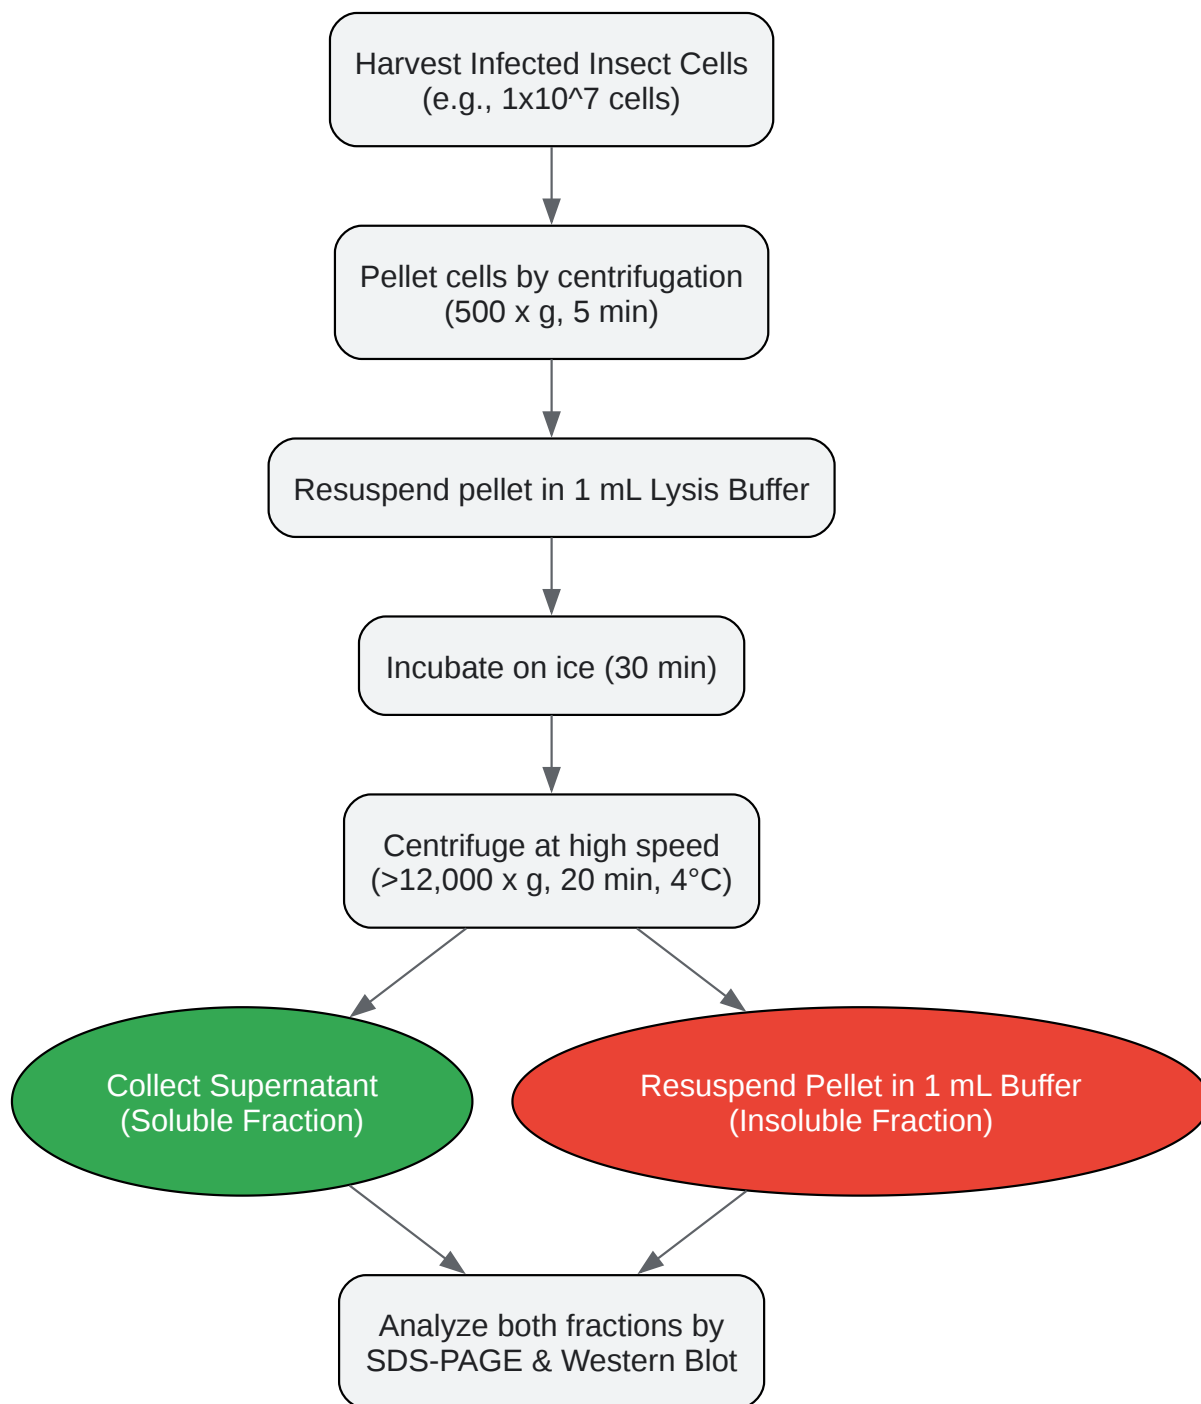 Harvest Infected Insect Cells
(e.g., 1x10^7 cells)
Pellet cells by centrifugation
(500 x g, 5 min)
Resuspend pellet in 1 mL Lysis Buffer
Incubate on ice (30 min)
Centrifuge at high speed
(>12,000 x g, 20 min, 4°C)
Collect Supernatant
(Soluble Fraction)
Resuspend Pellet in 1 mL Buffer
(Insoluble Fraction)
Analyze both fractions by
SDS-PAGE & Western Blot